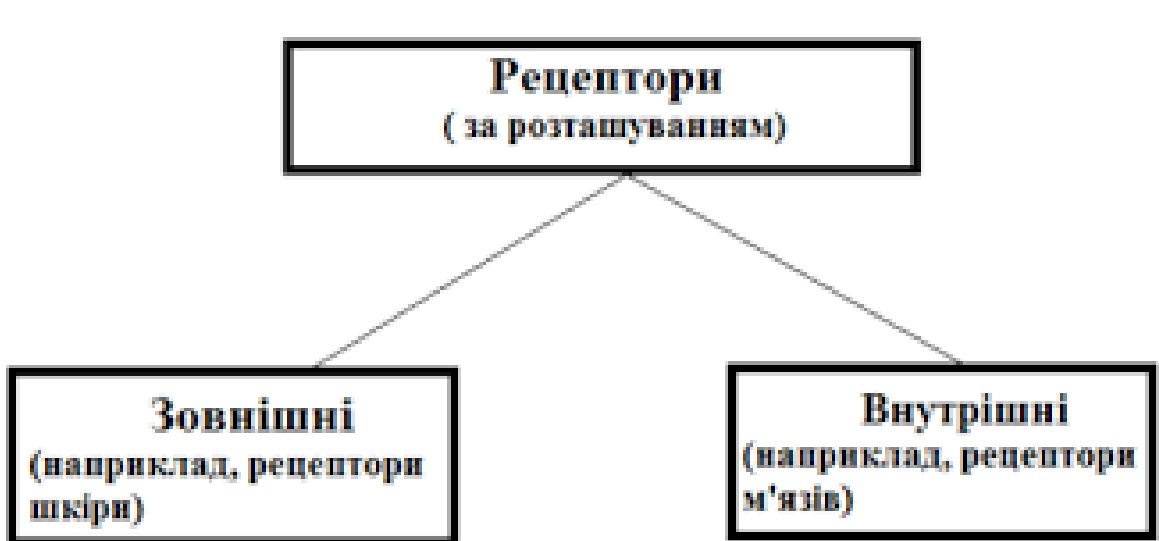 Рецептори
( за розташуванням)
Зовнішні
(наприклад, рецептори
шкіри)
Внутрішні
(наприклад, рецептори
м'язів)